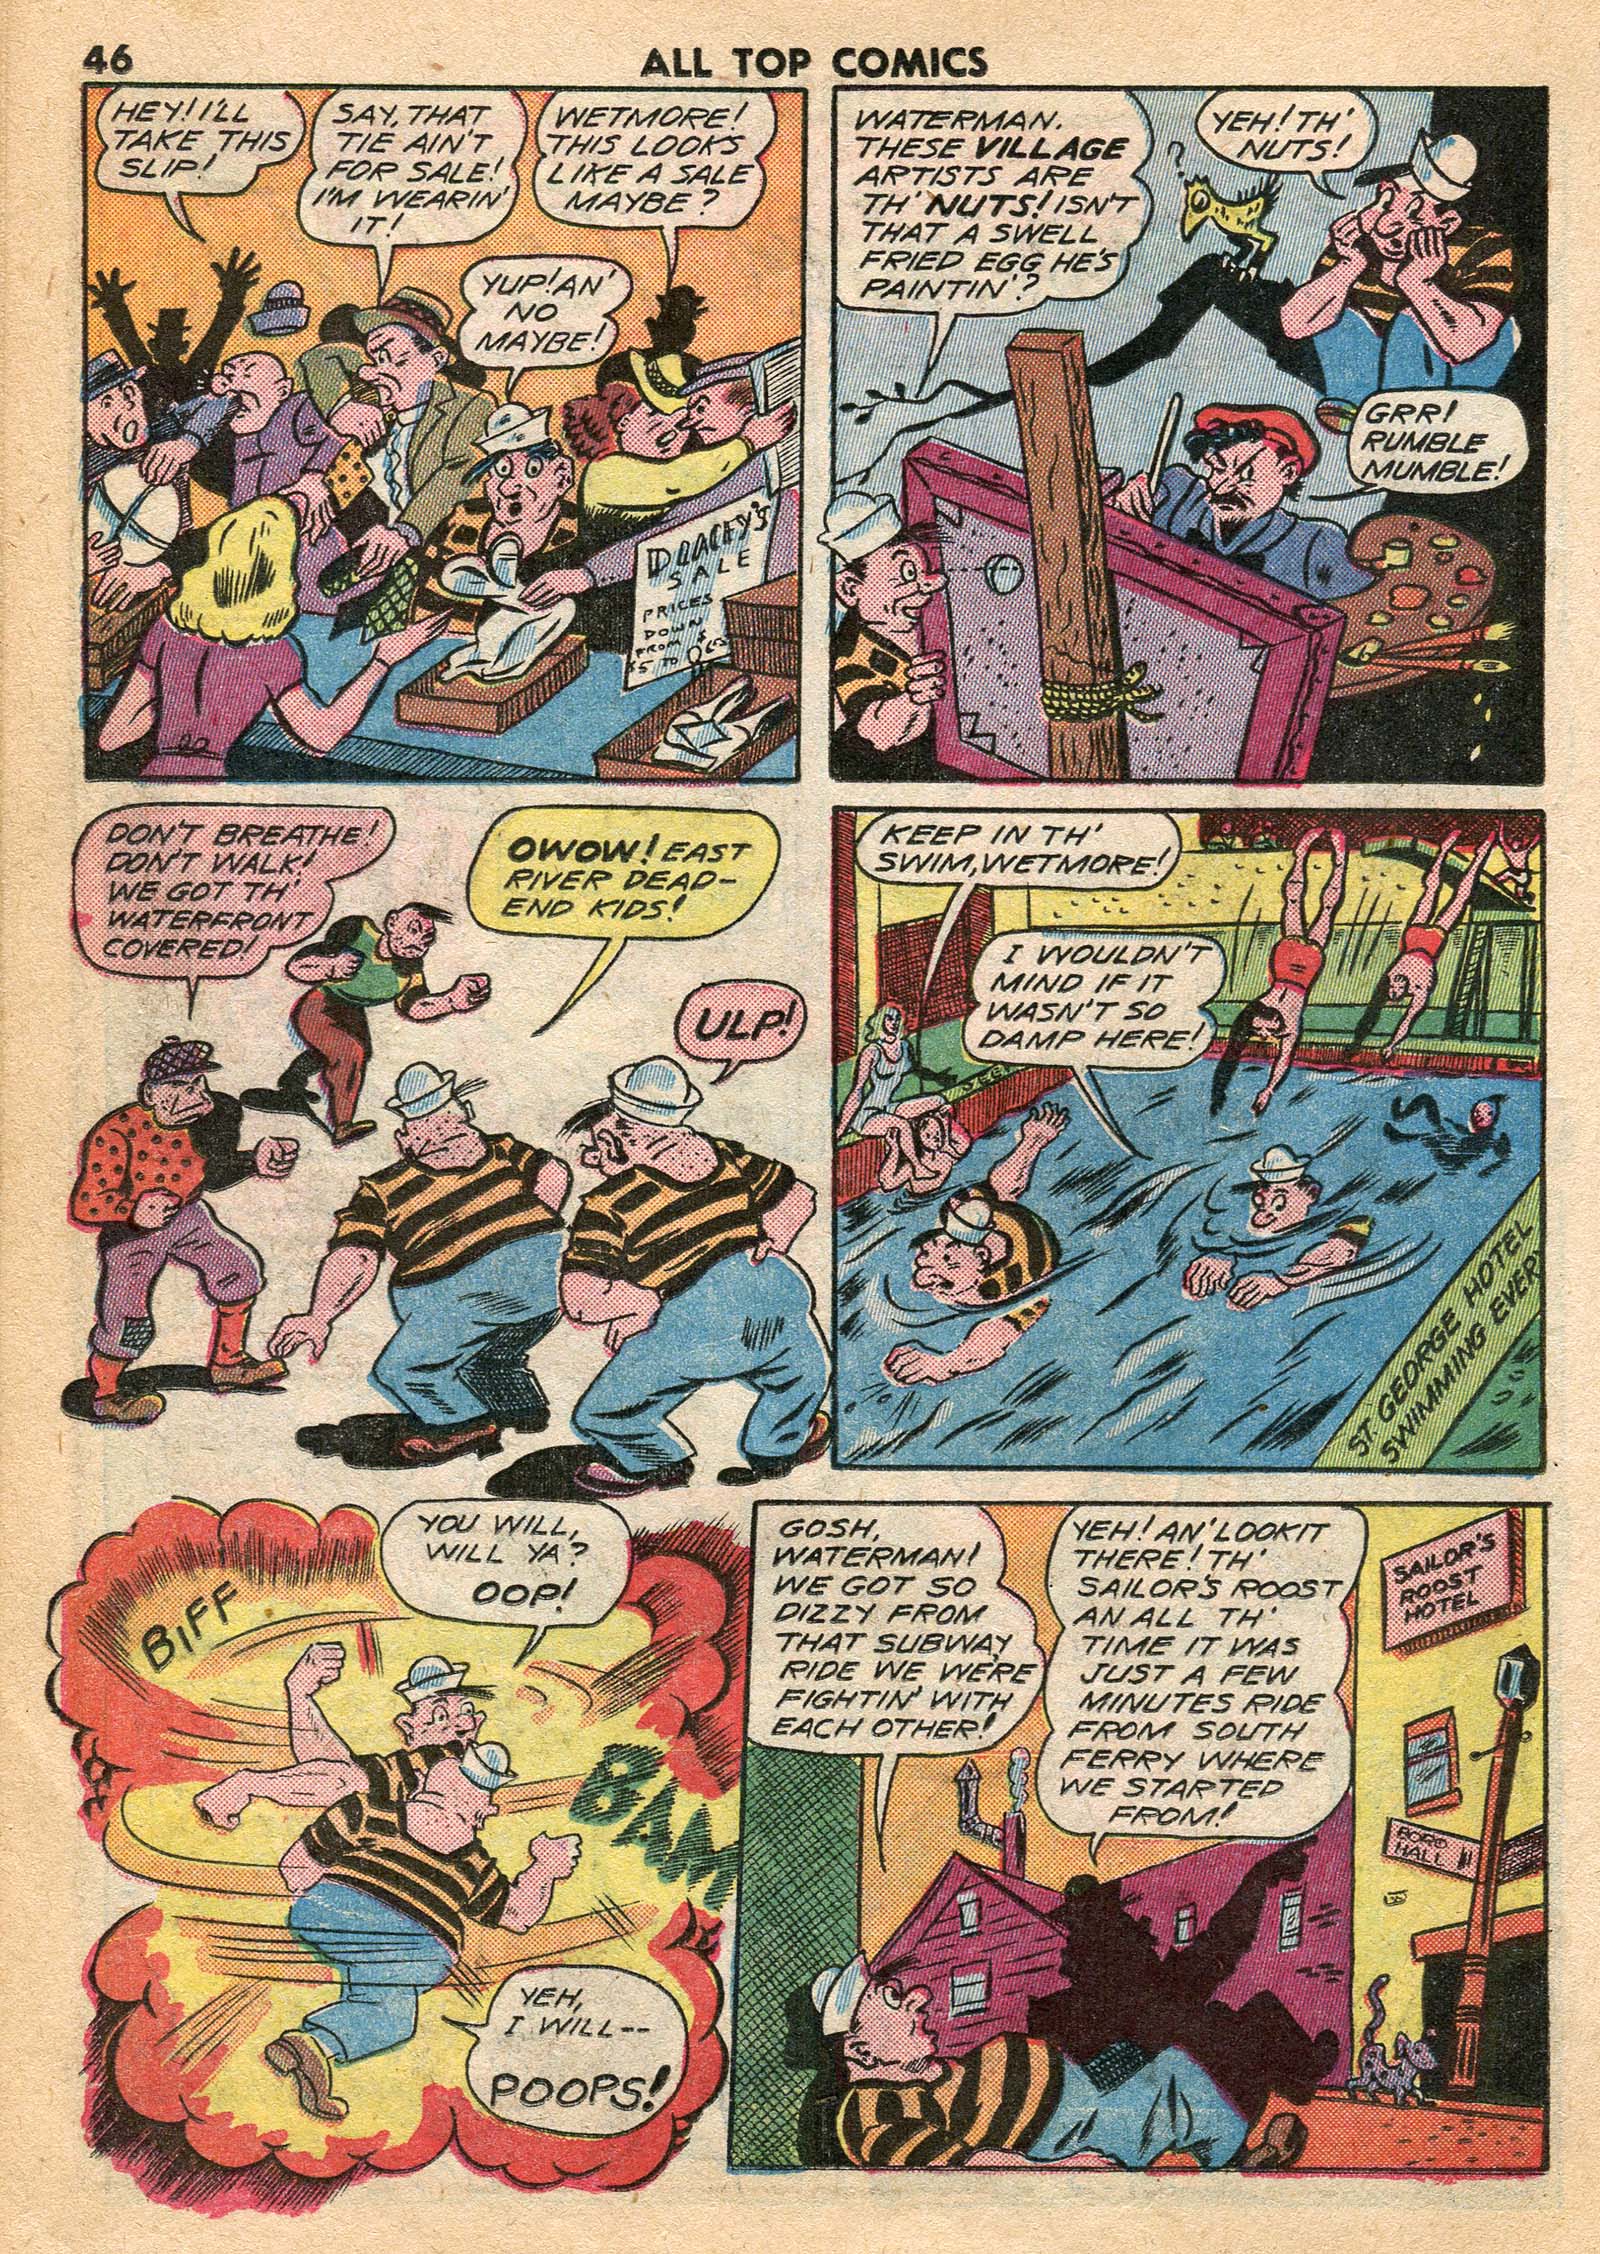 46
ALL TOP COMICS
HEY! I'LL
TAKE THIS
SLIP!
SAY, THAT
TIE AIN'T
FOR SALE!
I'M WEARIN'
IT!
WETMORE!
THIS LOOKS
LIKE A SALE
MAYBE?
YUP! AN'
NO
MAYBE!
SALE
PRICES
DOWN
FROM $
$5 TO
WATERMAN.
THESE VILLAGE
ARTISTS ARE
TH' NUTS! ISN'T
THAT A SWELL
FRIED EGG HE'S
PAINTIN'?
?
YEH! TH'
NUTS!
GRR!
RUMBLE
MUMBLE!
DON'T BREATHE!
DON'T WALK!
WE GOT TH'
WATERFRONT
COVERED!
OWOW! EAST
RIVER DEAD-
END KIDS!
ULP!
KEEP IN TH'
SWIM, WETMORE!
I WOULDN'T
MIND IF IT
WASN'T SO
DAMP HERE!
ST. GEORGE HOTEL
SWIMMING EVER
BIFF
YOU WILL,
WILL YA?
OOP!
BAM
YEH,
I WILL--
POOPS!
GOSH,
WATERMAN!
WE GOT SO
DIZZY FROM
THAT SUBWAY
RIDE WE WERE
FIGHTIN' WITH
EACH OTHER!
YEH! AN' LOOKIT
THERE! TH'
SAILOR'S ROOST
AN ALL TH'
TIME IT WAS
JUST A FEW
MINUTES RIDE
FROM SOUTH
FERRY WHERE
WE STARTED
FROM!
SAILOR'S
ROOST
HOTEL
BORO
HALL